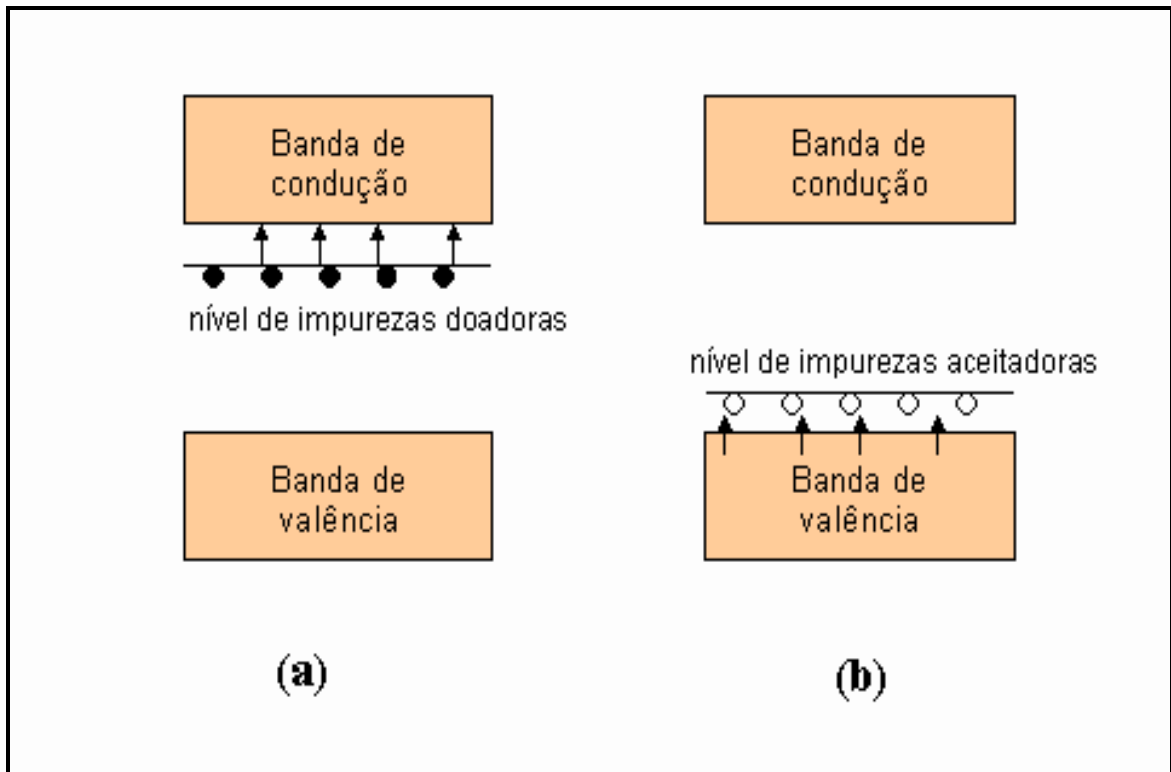 Banda de
condução
nível de impurezas doadoras
Banda de
valência
(a)
Banda de
condução
nível de impurezas aceitadoras
Banda de
valência
(b)